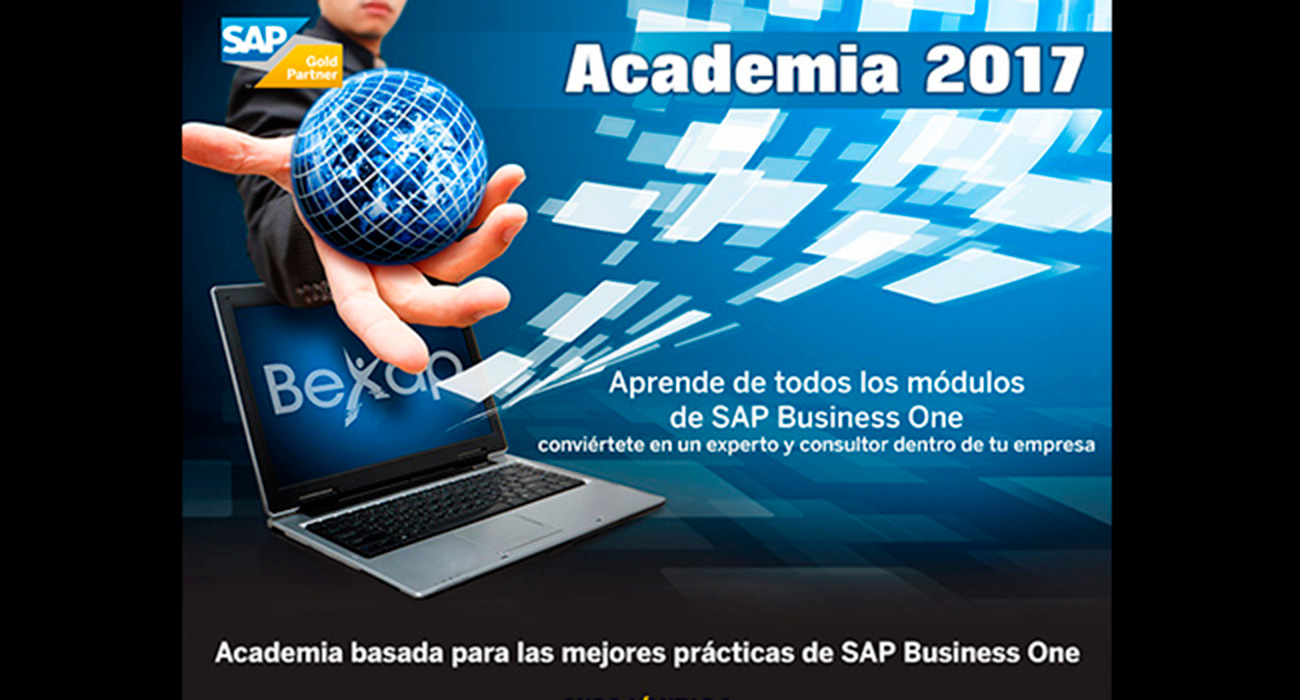 SAP
Gold
Partner
Academia 2017
Bexap
Aprende de todos los módulos
de SAP Business One
conviértete en un experto y consultor dentro de tu empresa
Academia basada para las mejores prácticas de SAP Business One